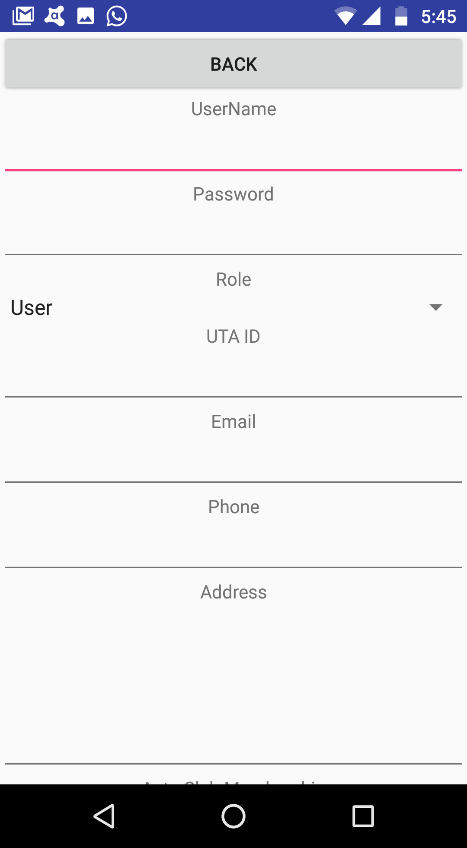 5:45
BACK
UserName
Password
Role
User
UTA ID
Email
Phone
Address